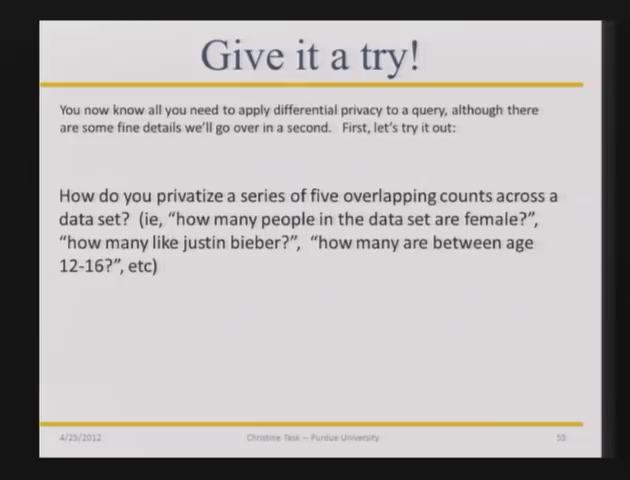 Give it a try!
You now know all you need to apply differential privacy to a query, although there
are some fine details we'll go over in a second. First, let's try it out:
How do you privatize a series of five overlapping counts across a
data set? (ie, "how many people in the data set are female?",
"how many like justin bieber?", "how many are between age
12-16?", etc)
4/25/2012
Christine Task -- Purdue University
55